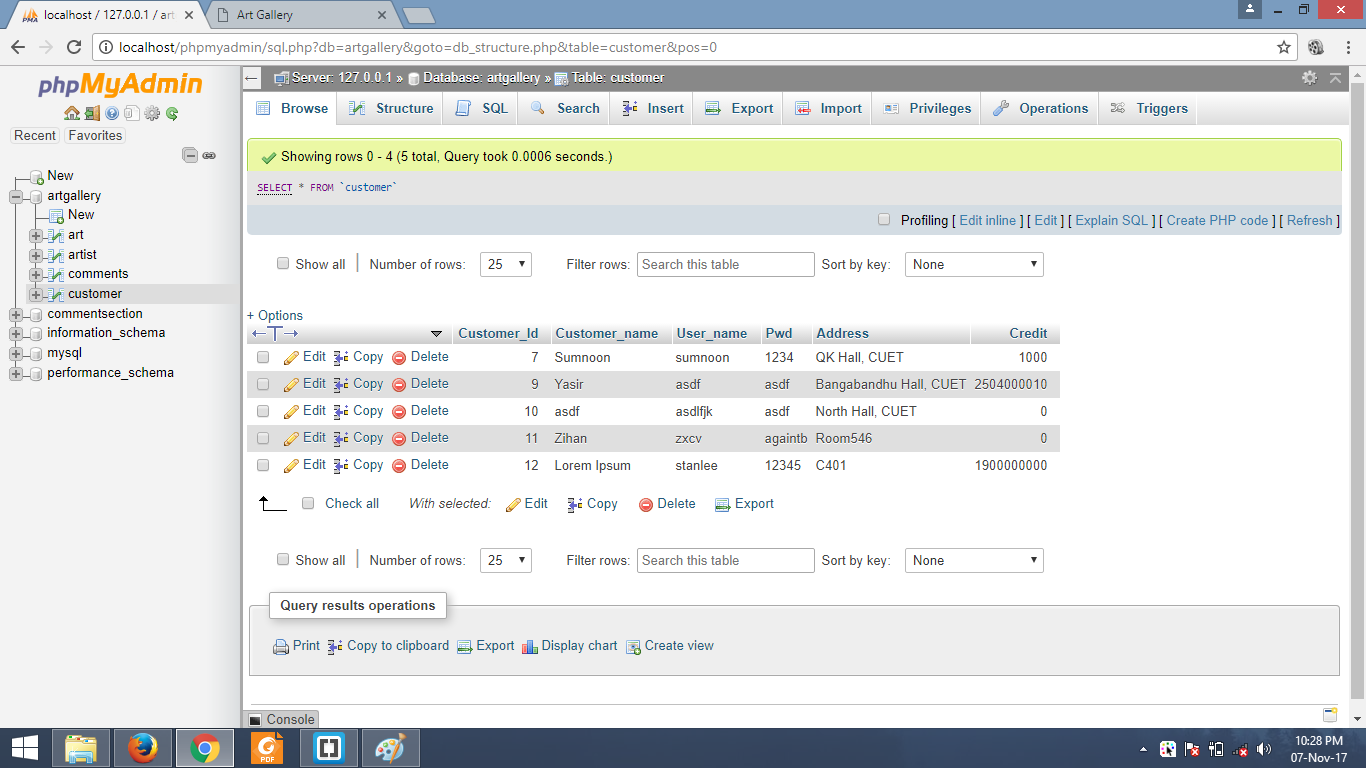 localhost / 127.0.0.1 / art
Art Gallery
localhost/phpmyadmin/sql.php?db=artgallery&goto=db_structure.php&table=customer&pos=0
phpMyAdmin
Recent Favorites
New
artgallery
New
art
artist
comments
customer
commentsection
information_schema
mysql
performance_schema
Server: 127.0.0.1 » Database: artgallery » Table: customer
Browse Structure SQL Search Insert Export Import Privileges Operations Triggers
Showing rows 0 - 4 (5 total, Query took 0.0006 seconds.)
SELECT * FROM `customer`
Profiling [ Edit inline ] [ Edit ] [ Explain SQL ] [ Create PHP code ] [ Refresh ]
Show all | Number of rows: 25 Filter rows: Search this table Sort by key: None
+ Options
←T→ Customer_Id Customer_name User_name Pwd Address Credit
Edit Copy Delete 7 Sumnoon sumnoon 1234 QK Hall, CUET 1000
Edit Copy Delete 9 Yasir asdf asdf Bangabandhu Hall, CUET 2504000010
Edit Copy Delete 10 asdf asdlfjk asdf North Hall, CUET 0
Edit Copy Delete 11 Zihan zxcv againtb Room546 0
Edit Copy Delete 12 Lorem Ipsum stanlee 12345 C401 1900000000
Check all With selected: Edit Copy Delete Export
Show all | Number of rows: 25 Filter rows: Search this table Sort by key: None
Query results operations
Print Copy to clipboard Export Display chart Create view
Console
PDF
10:28 PM
07-Nov-17